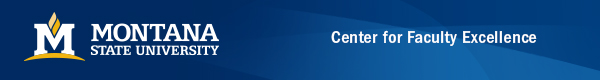 M MONTANA
STATE UNIVERSITY
Center for Faculty Excellence